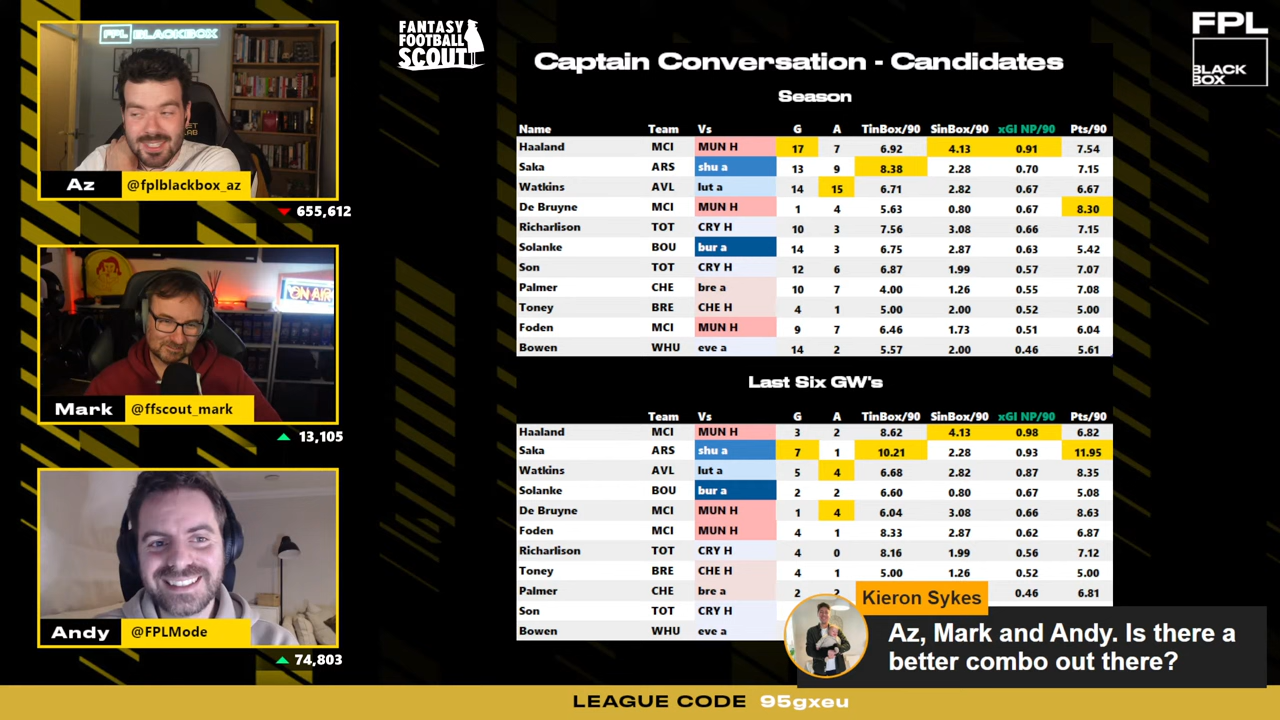 FPL BLACKBOX
Az @fplblackbox_az
655,612
ON AIR
Mark @ffscout_mark
13,105
Andy @FPLMode
74,803
FANTASY
FOOTBALL
SCOUT
FPL
BLACK
BOX
Captain Conversation - Candidates
Season
Name Team Vs G A TinBox/90 SinBox/90 xGI NP/90 Pts/90
Haaland MCI MUN H 17 7 6.92 4.13 0.91 7.54
Saka ARS shu a 13 9 8.38 2.28 0.70 7.15
Watkins AVL lut a 14 15 6.71 2.82 0.67 6.67
De Bruyne MCI MUN H 1 4 5.63 0.80 0.67 8.30
Richarlison TOT CRY H 10 3 7.56 3.08 0.66 7.15
Solanke BOU bur a 14 3 6.75 2.87 0.63 5.42
Son TOT CRY H 12 6 6.87 1.99 0.57 7.07
Palmer CHE bre a 10 7 4.00 1.26 0.55 7.08
Toney BRE CHE H 4 1 5.00 2.00 0.52 5.00
Foden MCI MUN H 9 7 6.46 1.73 0.51 6.04
Bowen WHU eve a 14 2 5.57 2.00 0.46 5.61
Last Six GW's
Team Vs G A TinBox/90 SinBox/90 xGI NP/90 Pts/90
Haaland MCI MUN H 3 2 8.62 4.13 0.98 6.82
Saka ARS shu a 7 1 10.21 2.28 0.93 11.95
Watkins AVL lut a 5 4 6.68 2.82 0.87 8.35
Solanke BOU bur a 2 2 6.60 0.80 0.67 5.08
De Bruyne MCI MUN H 1 4 6.04 3.08 0.66 8.63
Foden MCI MUN H 4 1 8.33 2.87 0.62 6.87
Richarlison TOT CRY H 4 0 8.16 1.99 0.56 7.12
Toney BRE CHE H 4 1 5.00 1.26 0.52 5.00
Palmer CHE bre a 2 2 0.46 6.81
Son TOT CRY H
Bowen WHU eve a
Kieron Sykes
Az, Mark and Andy. Is there a
better combo out there?
LEAGUE CODE 95gxeu